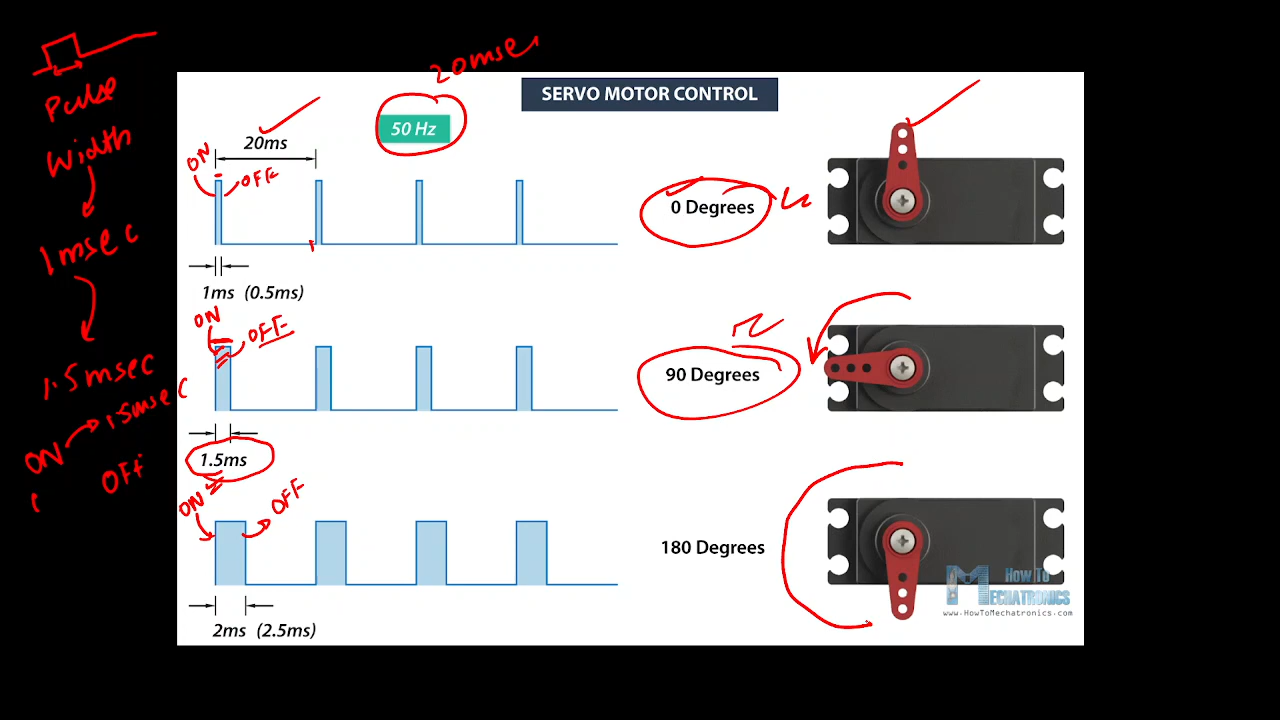 20msec
SERVO MOTOR CONTROL
50 Hz
20ms
ON
OFF
0 Degrees
1ms (0.5ms)
ON
OFF
90 Degrees
1.5ms
ON
OFF
180 Degrees
2ms (2.5ms)
How To
MECHATRONICS
www.HowToMechatronics.com
Pulse
Width
1msec
1.5msec
ON 1.5msec
OFF